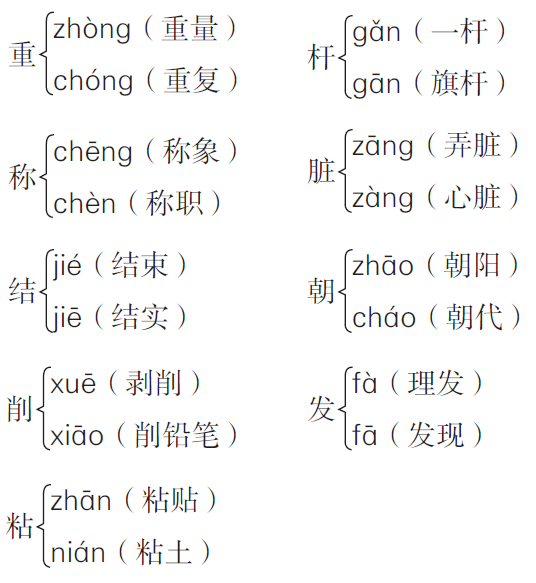 重 zhòng（重量） chóng（重复）
杆 gǎn（一杆） gān（旗杆）
称 chēng（称象） chèn（称职）
脏 zāng（弄脏） zàng（心脏）
结 jié（结束） jiē（结实）
朝 zhāo（朝阳） cháo（朝代）
削 xuē（剥削） xiāo（削铅笔）
发 fà（理发） fā（发现）
粘 zhān（粘贴） nián（粘土）